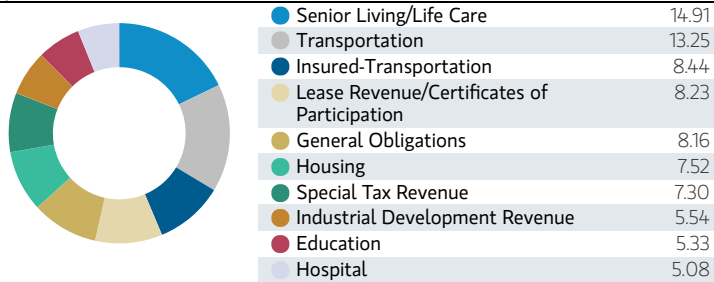 Senior Living/Life Care 14.91
Transportation 13.25
Insured-Transportation 8.44
Lease Revenue/Certificates of 8.23
Participation
General Obligations 8.16
Housing 7.52
Special Tax Revenue 7.30
Industrial Development Revenue 5.54
Education 5.33
Hospital 5.08